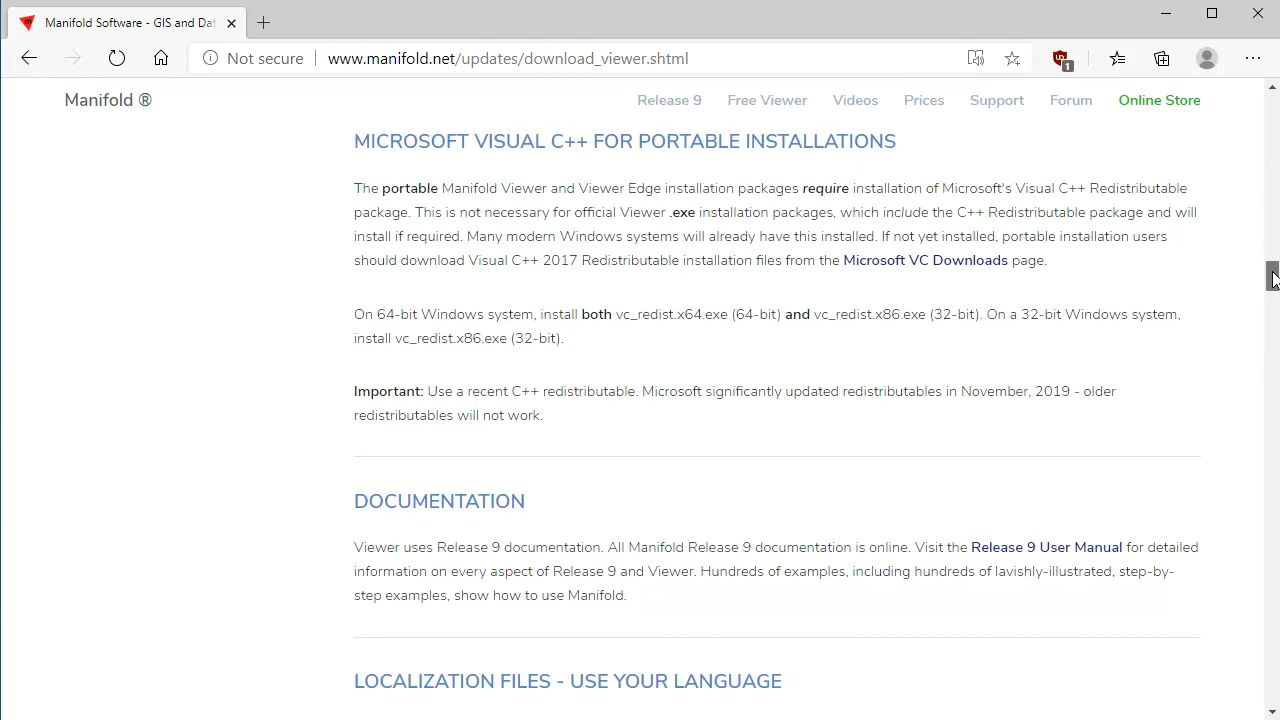 Manifold Software - GIS and Dat
Not secure
www.manifold.net/updates/download_viewer.shtml
1
Manifold ®
Release 9 Free Viewer Videos Prices Support Forum Online Store
MICROSOFT VISUAL C++ FOR PORTABLE INSTALLATIONS
The portable Manifold Viewer and Viewer Edge installation packages require installation of Microsoft's Visual C++ Redistributable
package. This is not necessary for official Viewer .exe installation packages, which include the C++ Redistributable package and will
install if required. Many modern Windows systems will already have this installed. If not yet installed, portable installation users
should download Visual C++ 2017 Redistributable installation files from the Microsoft VC Downloads page.
On 64-bit Windows system, install both vc_redist.x64.exe (64-bit) and vc_redist.x86.exe (32-bit). On a 32-bit Windows system,
install vc_redist.x86.exe (32-bit).
Important: Use a recent C++ redistributable. Microsoft significantly updated redistributables in November, 2019 - older
redistributables will not work.
DOCUMENTATION
Viewer uses Release 9 documentation. All Manifold Release 9 documentation is online. Visit the Release 9 User Manual for detailed
information on every aspect of Release 9 and Viewer. Hundreds of examples, including hundreds of lavishly-illustrated, step-by-
step examples, show how to use Manifold.
LOCALIZATION FILES - USE YOUR LANGUAGE